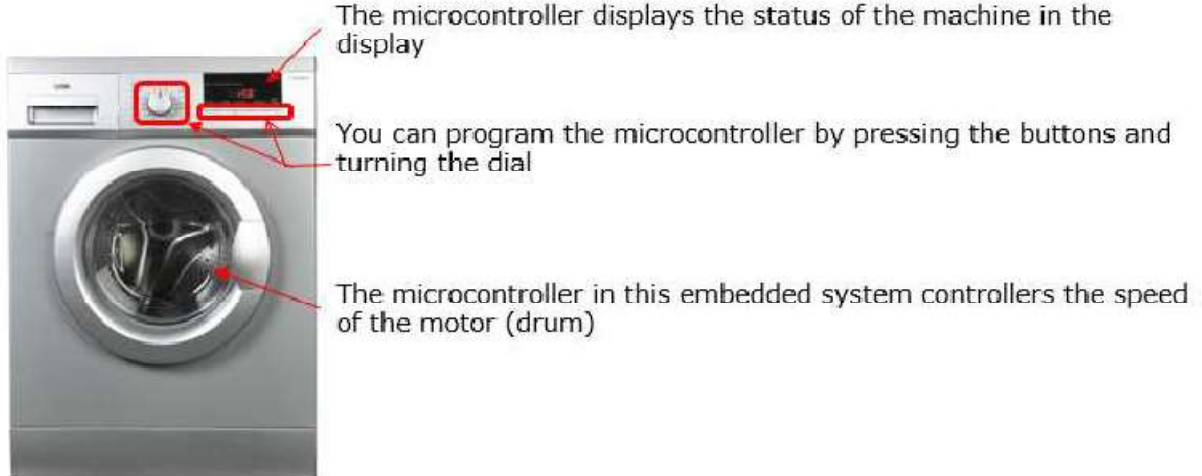 The microcontroller displays the status of the machine in the
display
You can program the microcontroller by pressing the buttons and
turning the dial
The microcontroller in this embedded system controllers the speed
of the motor (drum)